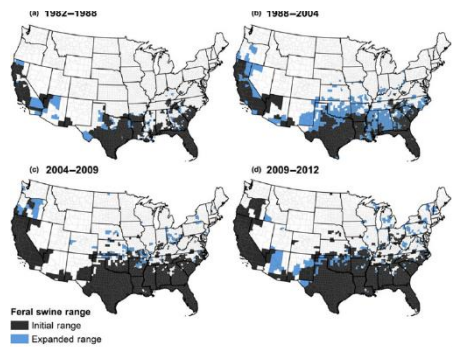 (a) 1982–1988
(b) 1988–2004
(c) 2004–2009
(d) 2009–2012
Feral swine range
Initial range
Expanded range